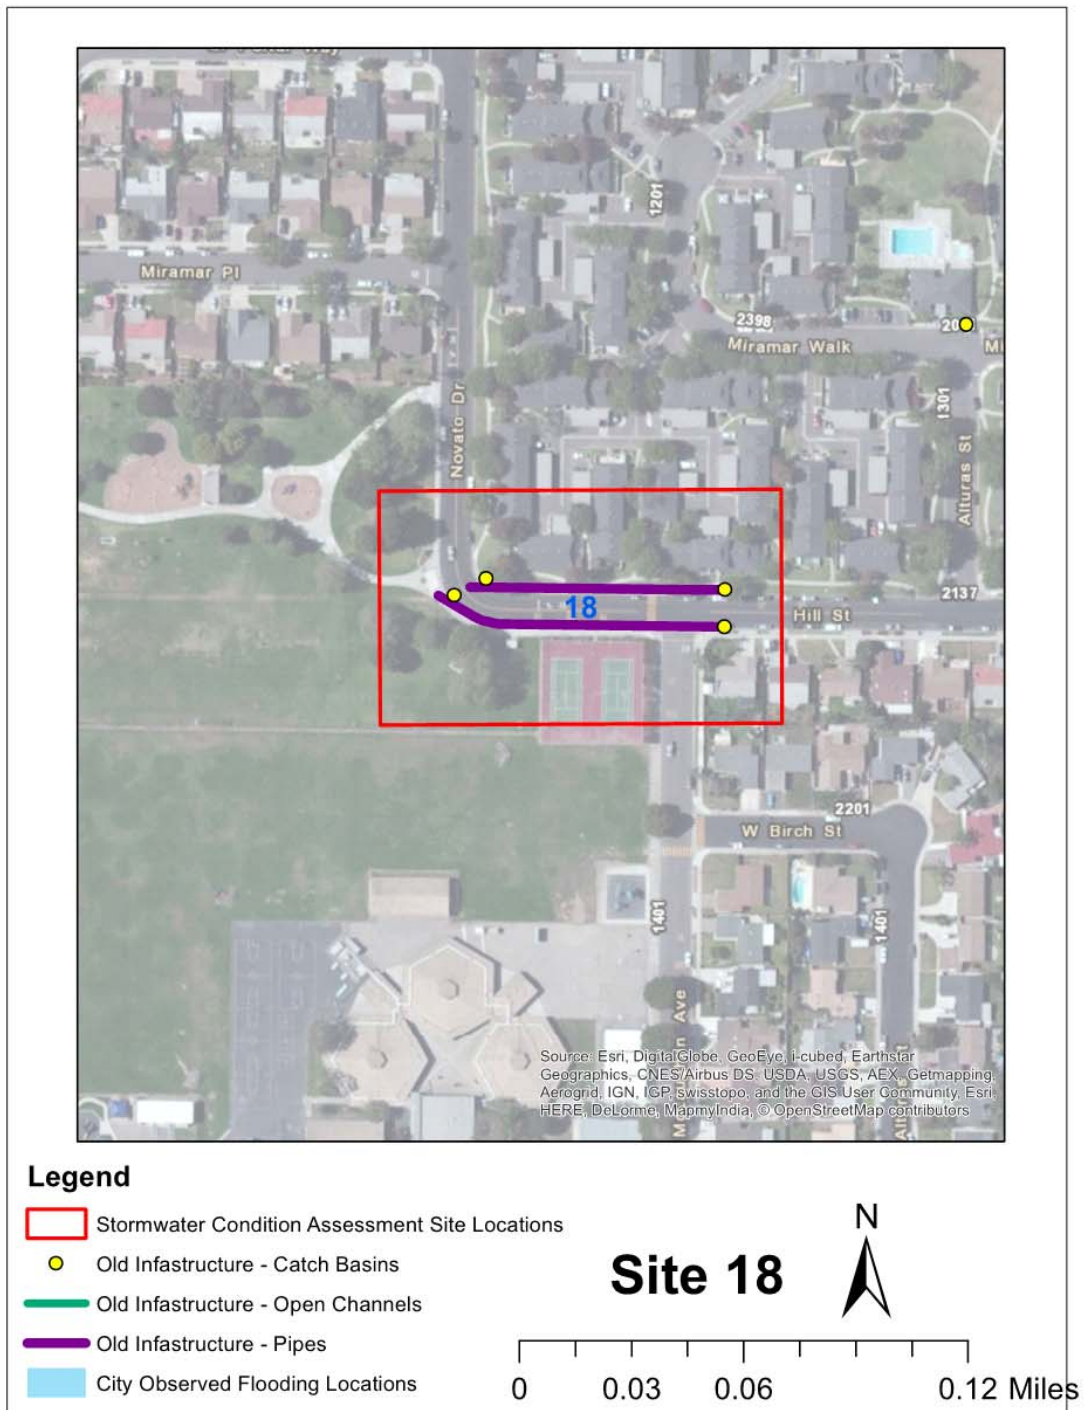 Miramar Pl
1201
2398
Miramar Walk
Novato Dr
1301
Alturas St
18
2137
Hill St
2201
W Birch St
1401
1401
Source: Esri, DigitalGlobe, GeoEye, i-cubed, Earthstar
Geographics, CNES/Airbus DS, USDA, USGS, AEX, Getmapping,
Aerogrid, IGN, IGP, swisstopo, and the GIS User Community, Esri,
HERE, DeLorme, MapmyIndia, © OpenStreetMap contributors
Legend
Stormwater Condition Assessment Site Locations
Old Infastructure - Catch Basins
Old Infastructure - Open Channels
Old Infastructure - Pipes
City Observed Flooding Locations
Site 18
N
0 0.03 0.06 0.12 Miles